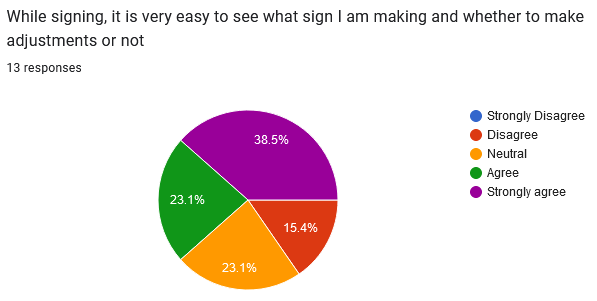 While signing, it is very easy to see what sign I am making and whether to make
adjustments or not
13 responses
38.5%
23.1%
15.4%
23.1%
Strongly Disagree
Disagree
Neutral
Agree
Strongly agree